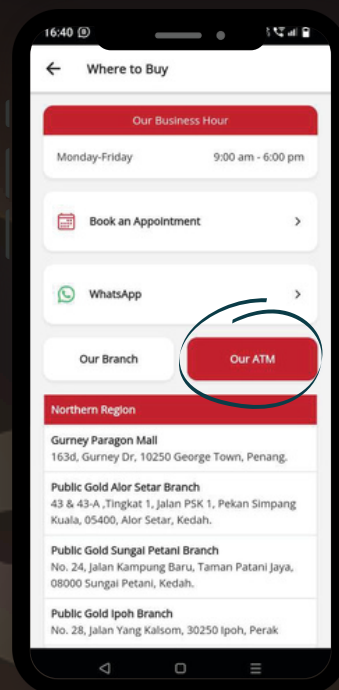 16:40
Where to Buy
Our Business Hour
Monday-Friday 9:00 am - 6:00 pm
Book an Appointment
WhatsApp
Our Branch Our ATM
Northern Region
Gurney Paragon Mall
163d, Gurney Dr, 10250 George Town, Penang.
Public Gold Alor Setar Branch
43 & 43-A ,Tingkat 1, Jalan PSK 1, Pekan Simpang
Kuala, 05400, Alor Setar, Kedah.
Public Gold Sungai Petani Branch
No. 24, Jalan Kampung Baru, Taman Patani Jaya,
08000 Sungai Petani, Kedah.
Public Gold Ipoh Branch
No. 28, Jalan Yang Kalsom, 30250 Ipoh, Perak